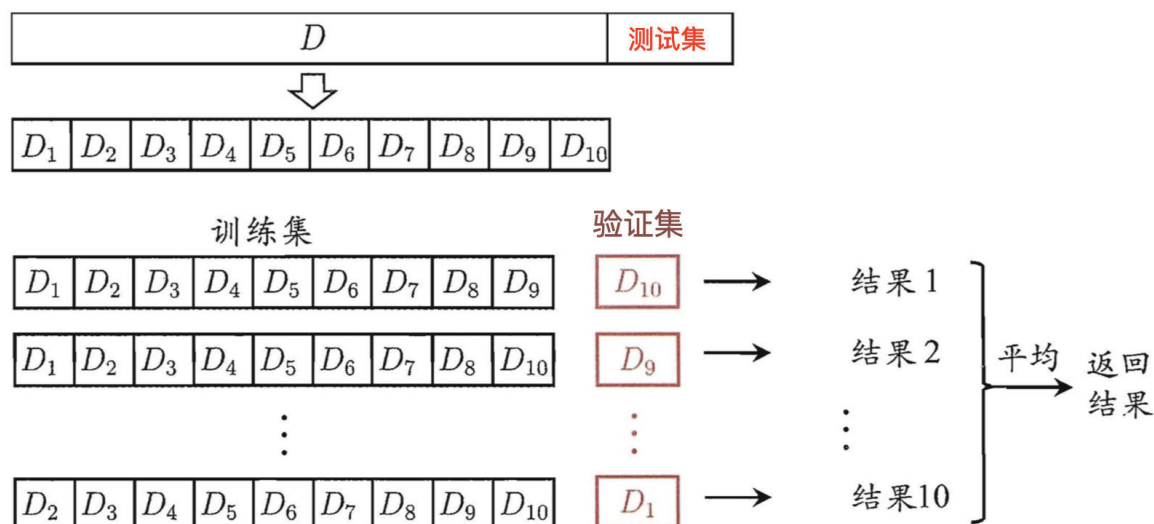 D 测试集
D₁ D₂ D₃ D₄ D₅ D₆ D₇ D₈ D₉ D₁₀
训练集 验证集
D₁ D₂ D₃ D₄ D₅ D₆ D₇ D₈ D₉ D₁₀ 结果1
D₁ D₂ D₃ D₄ D₅ D₆ D₇ D₈ D₁₀ D₉ 结果2
平均 返回
结果
⋮ ⋮ ⋮
D₂ D₃ D₄ D₅ D₆ D₇ D₈ D₉ D₁₀ D₁ 结果10